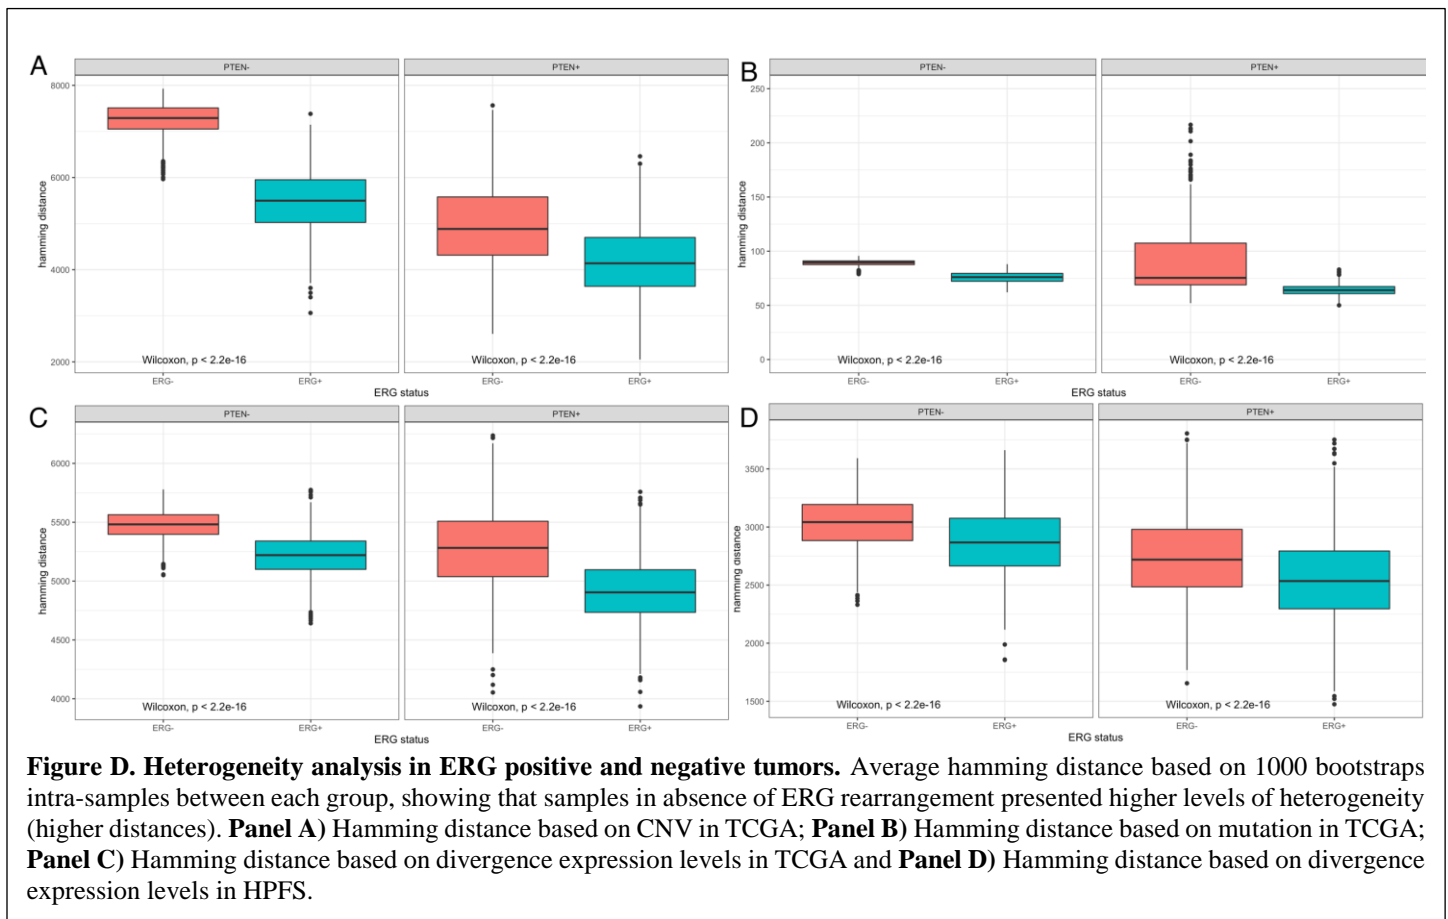 A
PTEN-
PTEN+
8000
6000
4000
2000
hamming distance
Wilcoxon, p < 2.2e-16
Wilcoxon, p < 2.2e-16
ERG-
ERG+
ERG-
ERG+
ERG status
B
PTEN-
PTEN+
250
200
150
100
50
0
hamming distance
Wilcoxon, p < 2.2e-16
Wilcoxon, p < 2.2e-16
ERG-
ERG+
ERG-
ERG+
ERG status
C
PTEN-
PTEN+
6000
5500
5000
4500
4000
hamming distance
Wilcoxon, p < 2.2e-16
Wilcoxon, p < 2.2e-16
ERG-
ERG+
ERG-
ERG+
ERG status
D
PTEN-
PTEN+
3500
3000
2500
2000
1500
hamming distance
Wilcoxon, p < 2.2e-16
Wilcoxon, p < 2.2e-16
ERG-
ERG+
ERG-
ERG+
ERG status
Figure D. Heterogeneity analysis in ERG positive and negative tumors. Average hamming distance based on 1000 bootstraps
intra-samples between each group, showing that samples in absence of ERG rearrangement presented higher levels of heterogeneity
(higher distances). Panel A) Hamming distance based on CNV in TCGA; Panel B) Hamming distance based on mutation in TCGA;
Panel C) Hamming distance based on divergence expression levels in TCGA and Panel D) Hamming distance based on divergence
expression levels in HPFS.